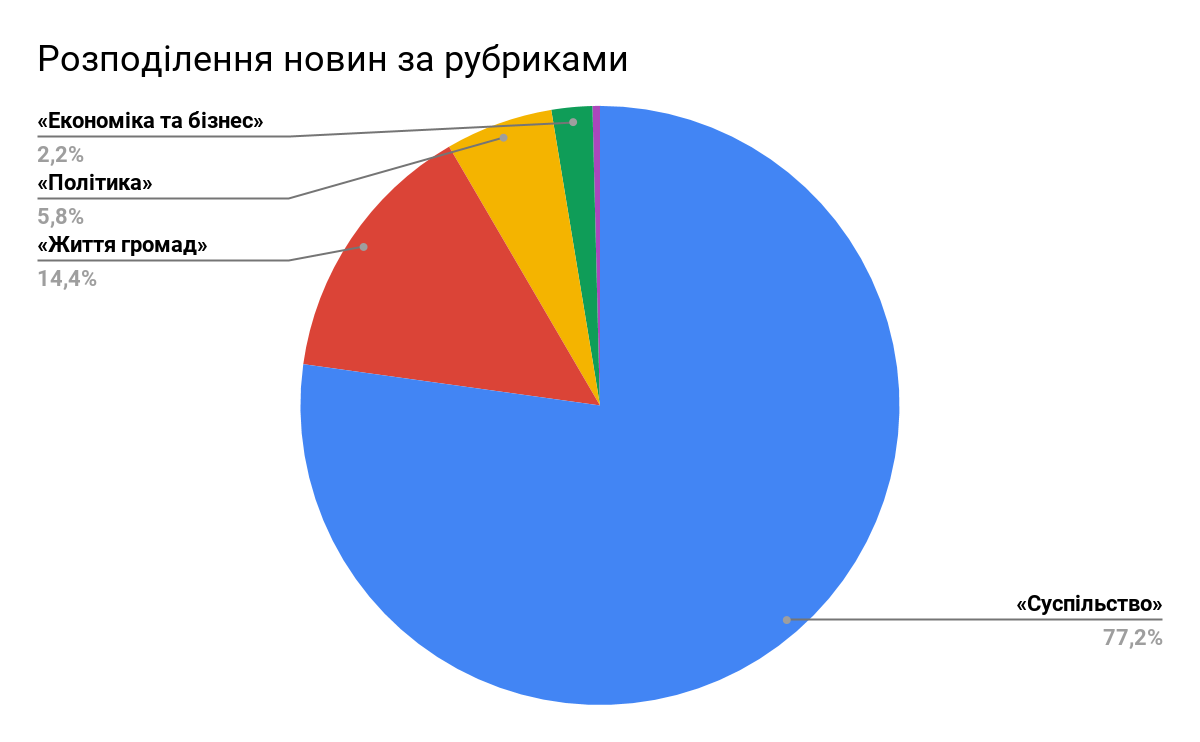 Розподілення новин за рубриками
«Економіка та бізнес»
2,2%
«Політика»
5,8%
«Життя громад»
14,4%
«Суспільство»
77,2%